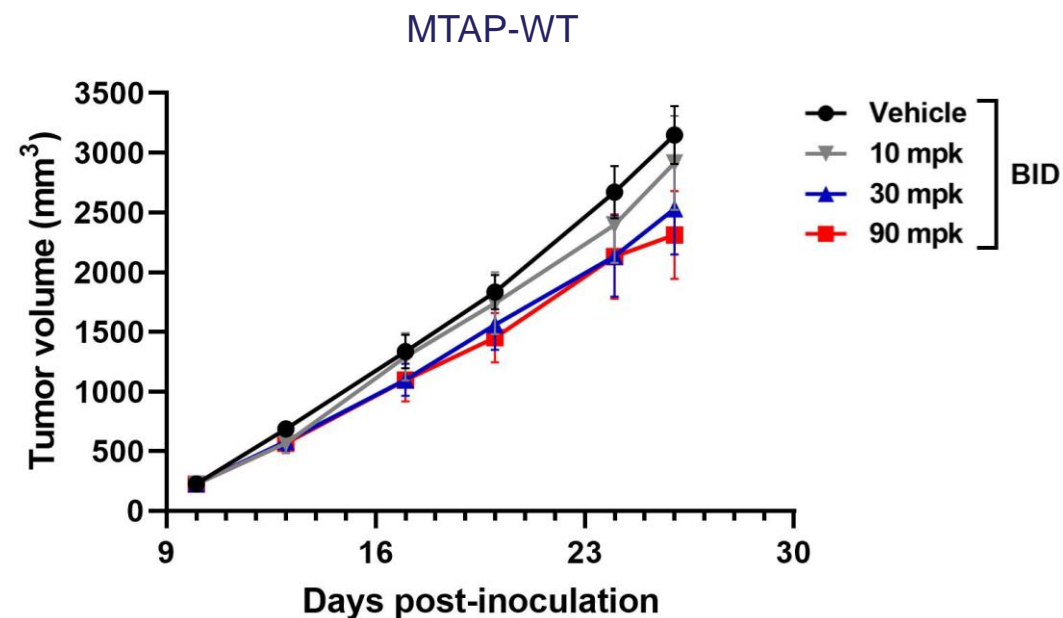 MTAP-WT
3500
3000
2500
2000
1500
1000
500
0
Tumor volume (mm³)
9 16 23 30
Days post-inoculation
Vehicle
10 mpk
30 mpk
90 mpk
BID